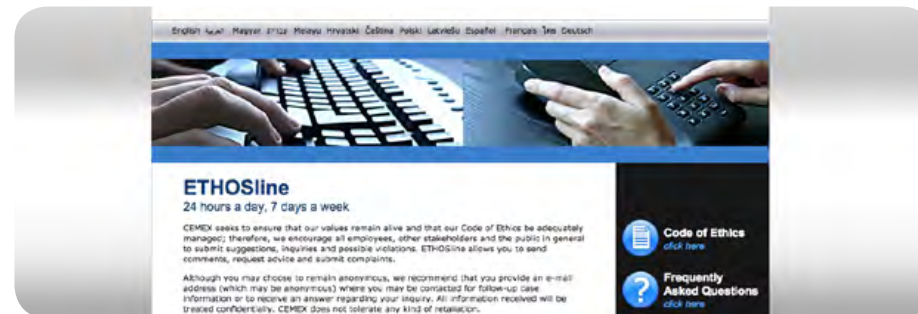 English Magyar עברית Melayu Hrvatski Čeština Polski Latviešu Español Français ไทย Deutsch
ETHOSline
24 hours a day, 7 days a week
CEMEX seeks to ensure that our values remain alive and that our Code of Ethics be adequately
managed; therefore, we encourage all employees, other stakeholders and the public in general
to submit suggestions, inquiries and possible violations. ETHOSline allows you to send
comments, request advice and submit complaints.
Although you may choose to remain anonymous, we recommend that you provide an e-mail
address (which may be anonymous) where you may be contacted for follow-up case
information or to receive an answer regarding your inquiry. All information received will be
treated confidentially. CEMEX does not tolerate any kind of retaliation.
Code of Ethics
click here
?
Frequently
Asked Questions
click here